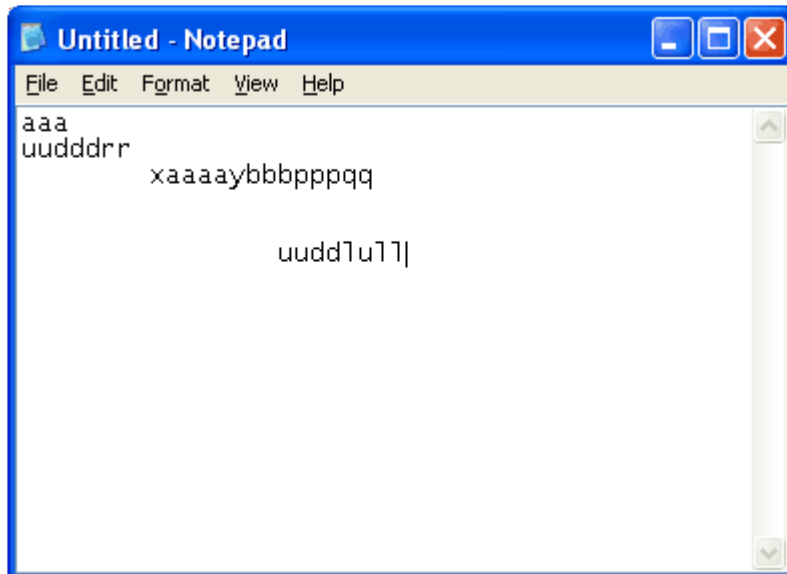 Untitled - Notepad
File Edit Format View Help
aaa
uudddrr
xaaaaybbbpppqq
uuddlull